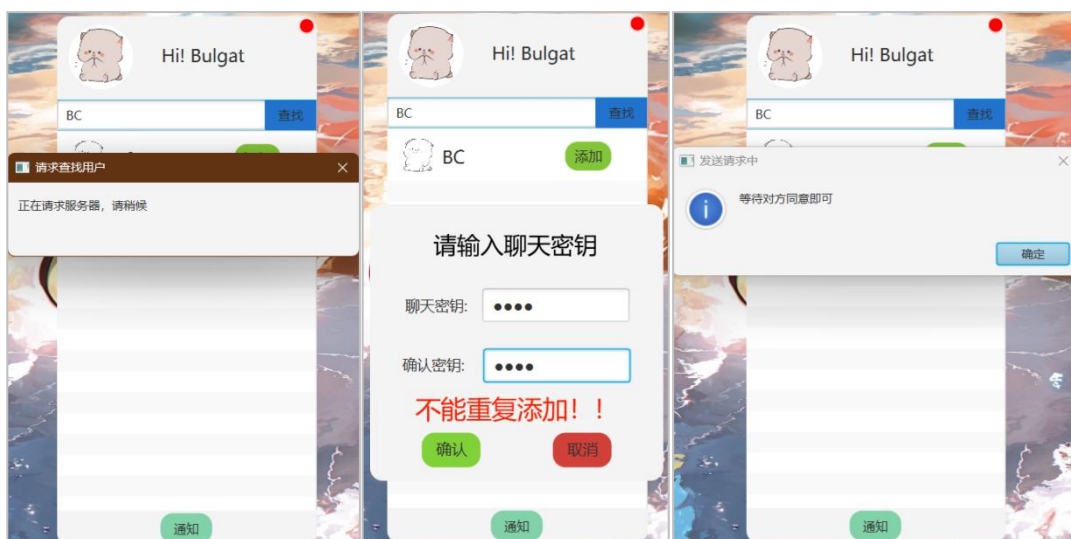 Hi! Bulgat
BC
查找
请求查找用户
正在请求服务器，请稍候
通知
Hi! Bulgat
BC
查找
BC
添加
请输入聊天密钥
聊天密钥:
确认密钥:
不能重复添加！！
确认
取消
通知
Hi! Bulgat
BC
查找
发送请求中
等待对方同意即可
确定
通知